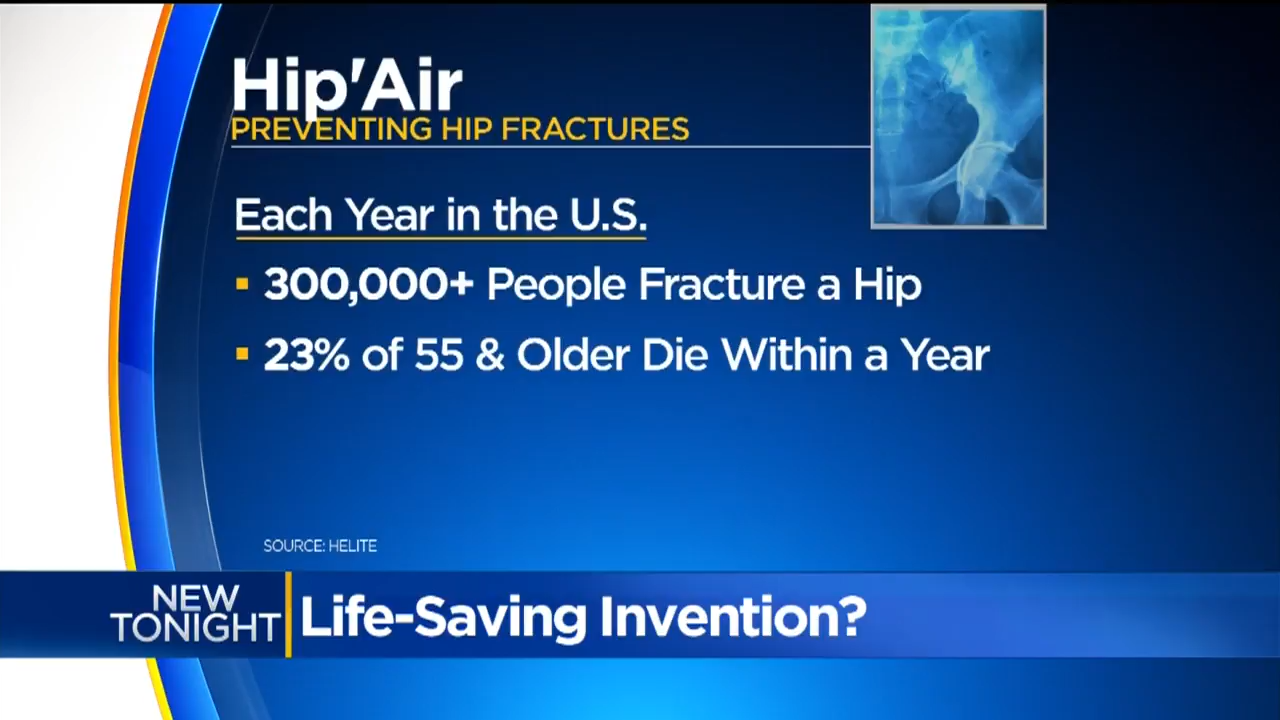 Hip'Air
PREVENTING HIP FRACTURES
Each Year in the U.S.
300,000+ People Fracture a Hip
23% of 55 & Older Die Within a Year
SOURCE: HELITE
NEW
TONIGHT
Life-Saving Invention?